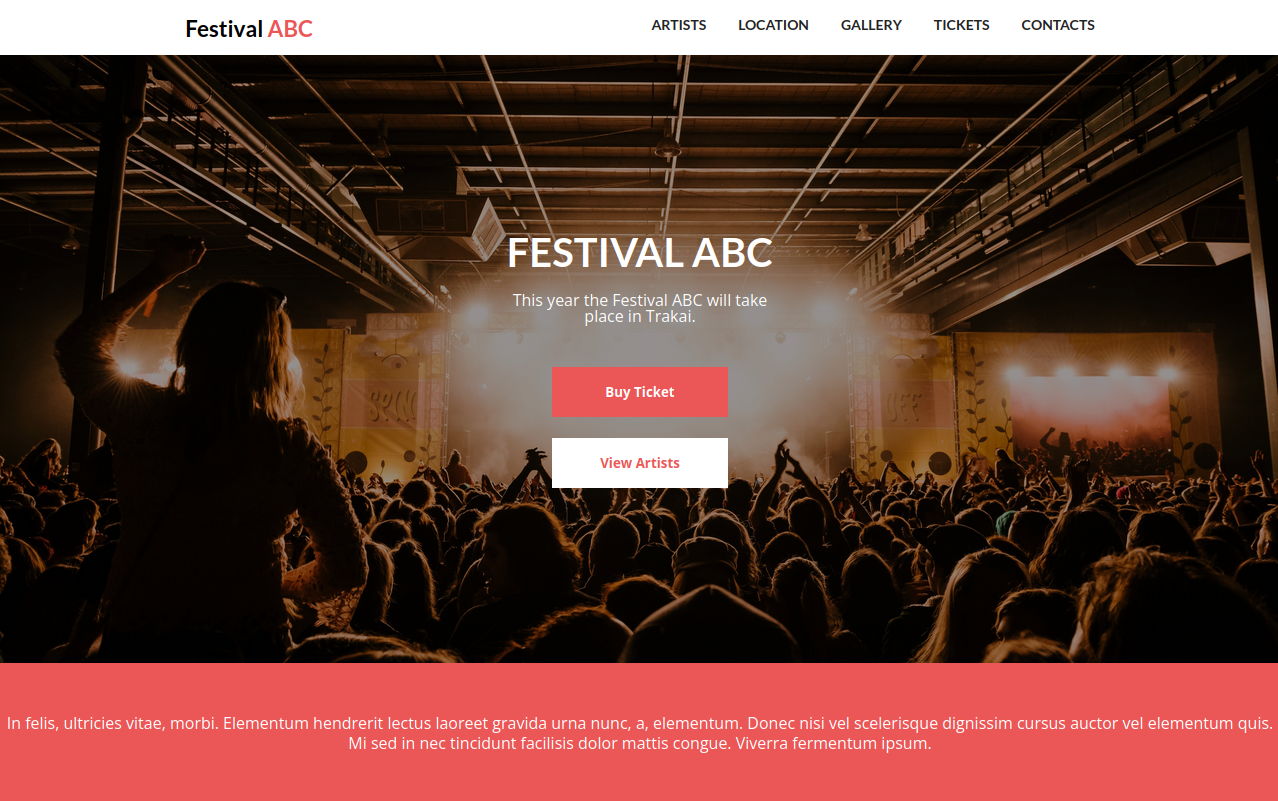 Festival ABC
ARTISTS LOCATION GALLERY TICKETS CONTACTS
FESTIVAL ABC
This year the Festival ABC will take
place in Trakai.
SPIN OFF
Buy Ticket
View Artists
In felis, ultricies vitae, morbi. Elementum hendrerit lectus laoreet gravida urna nunc, a, elementum. Donec nisi vel scelerisque dignissim cursus auctor vel elementum quis.
Mi sed in nec tincidunt facilisis dolor mattis congue. Viverra fermentum ipsum.